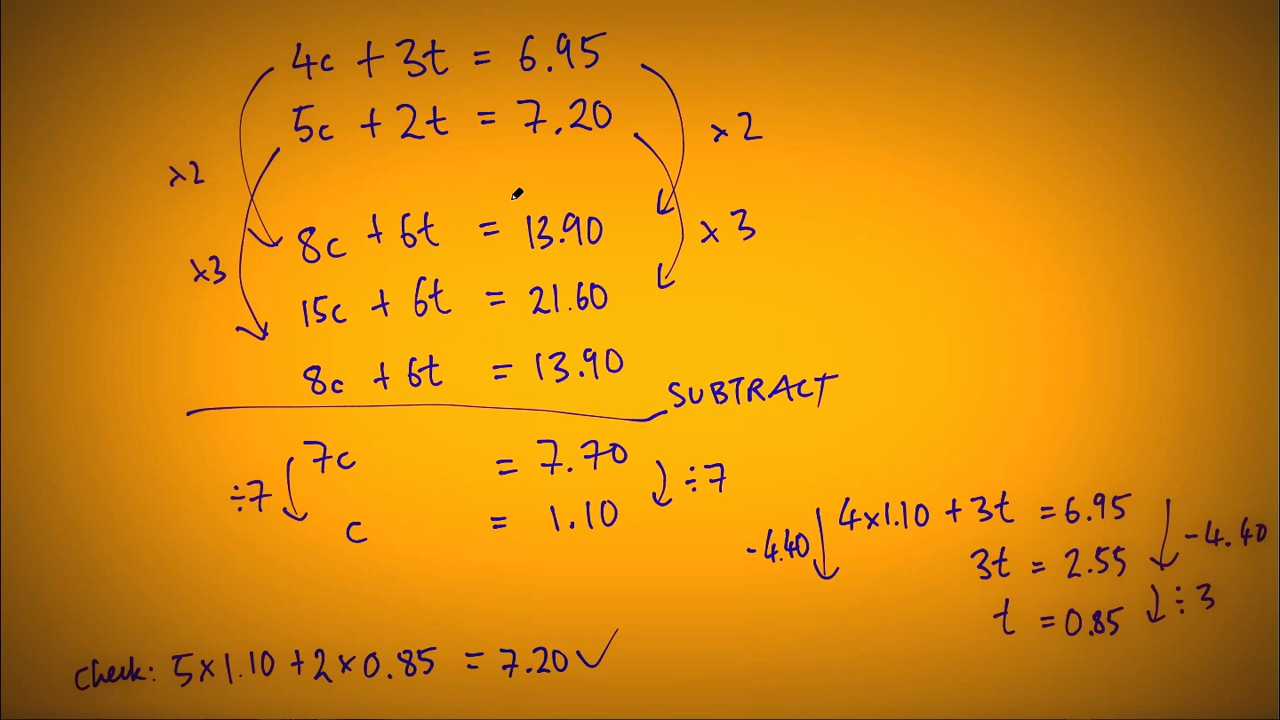 4c + 3t = 6.95
5c + 2t = 7.20
×2
×2
8c + 6t = 13.90
×3
×3
15c + 6t = 21.60
8c + 6t = 13.90
SUBTRACT
7c = 7.70
÷7
÷7
c = 1.10
4×1.10 + 3t = 6.95
-4.40
-4.40
3t = 2.55
t = 0.85
÷3
Check: 5×1.10 + 2×0.85 = 7.20 ✓